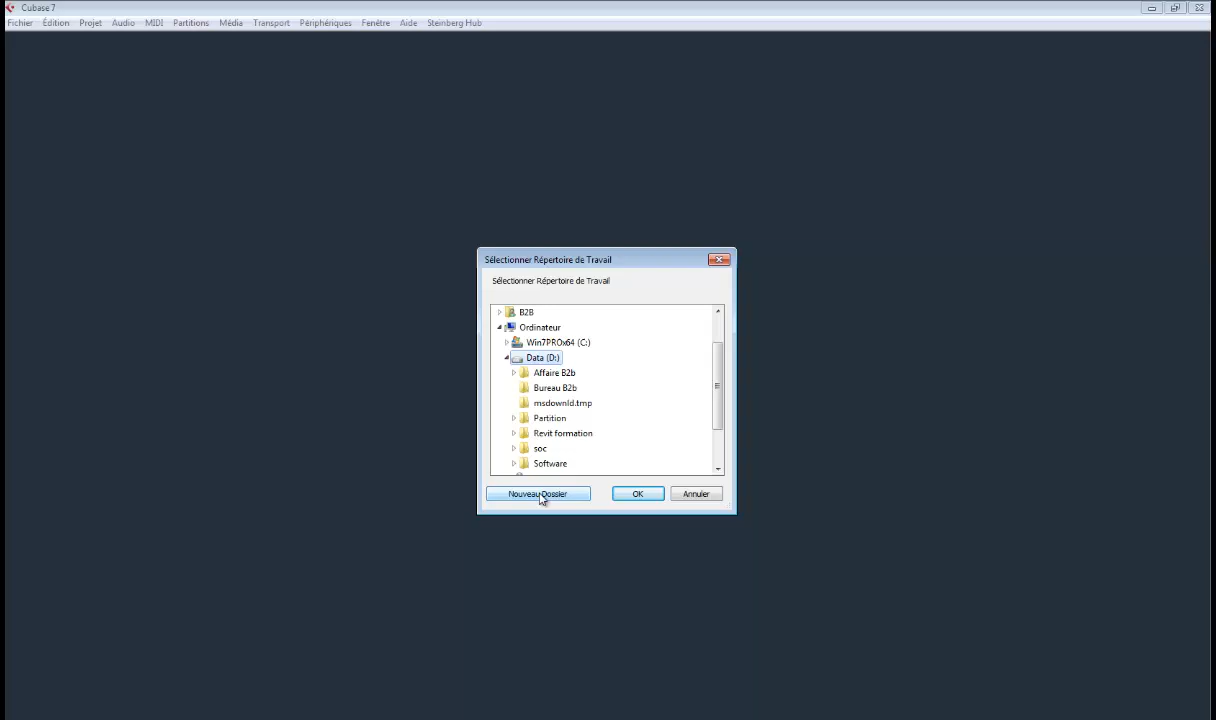 Cubase 7
Fichier Édition Projet Audio MIDI Partitions Média Transport Périphériques Fenêtre Aide Steinberg Hub
Sélectionner Répertoire de Travail
Sélectionner Répertoire de Travail
B2B
Ordinateur
Win7PROx64 (C:)
Data (D:)
Affaire B2b
Bureau B2b
msdownld.tmp
Partition
Revit formation
soc
Software
Nouveau Dossier OK Annuler